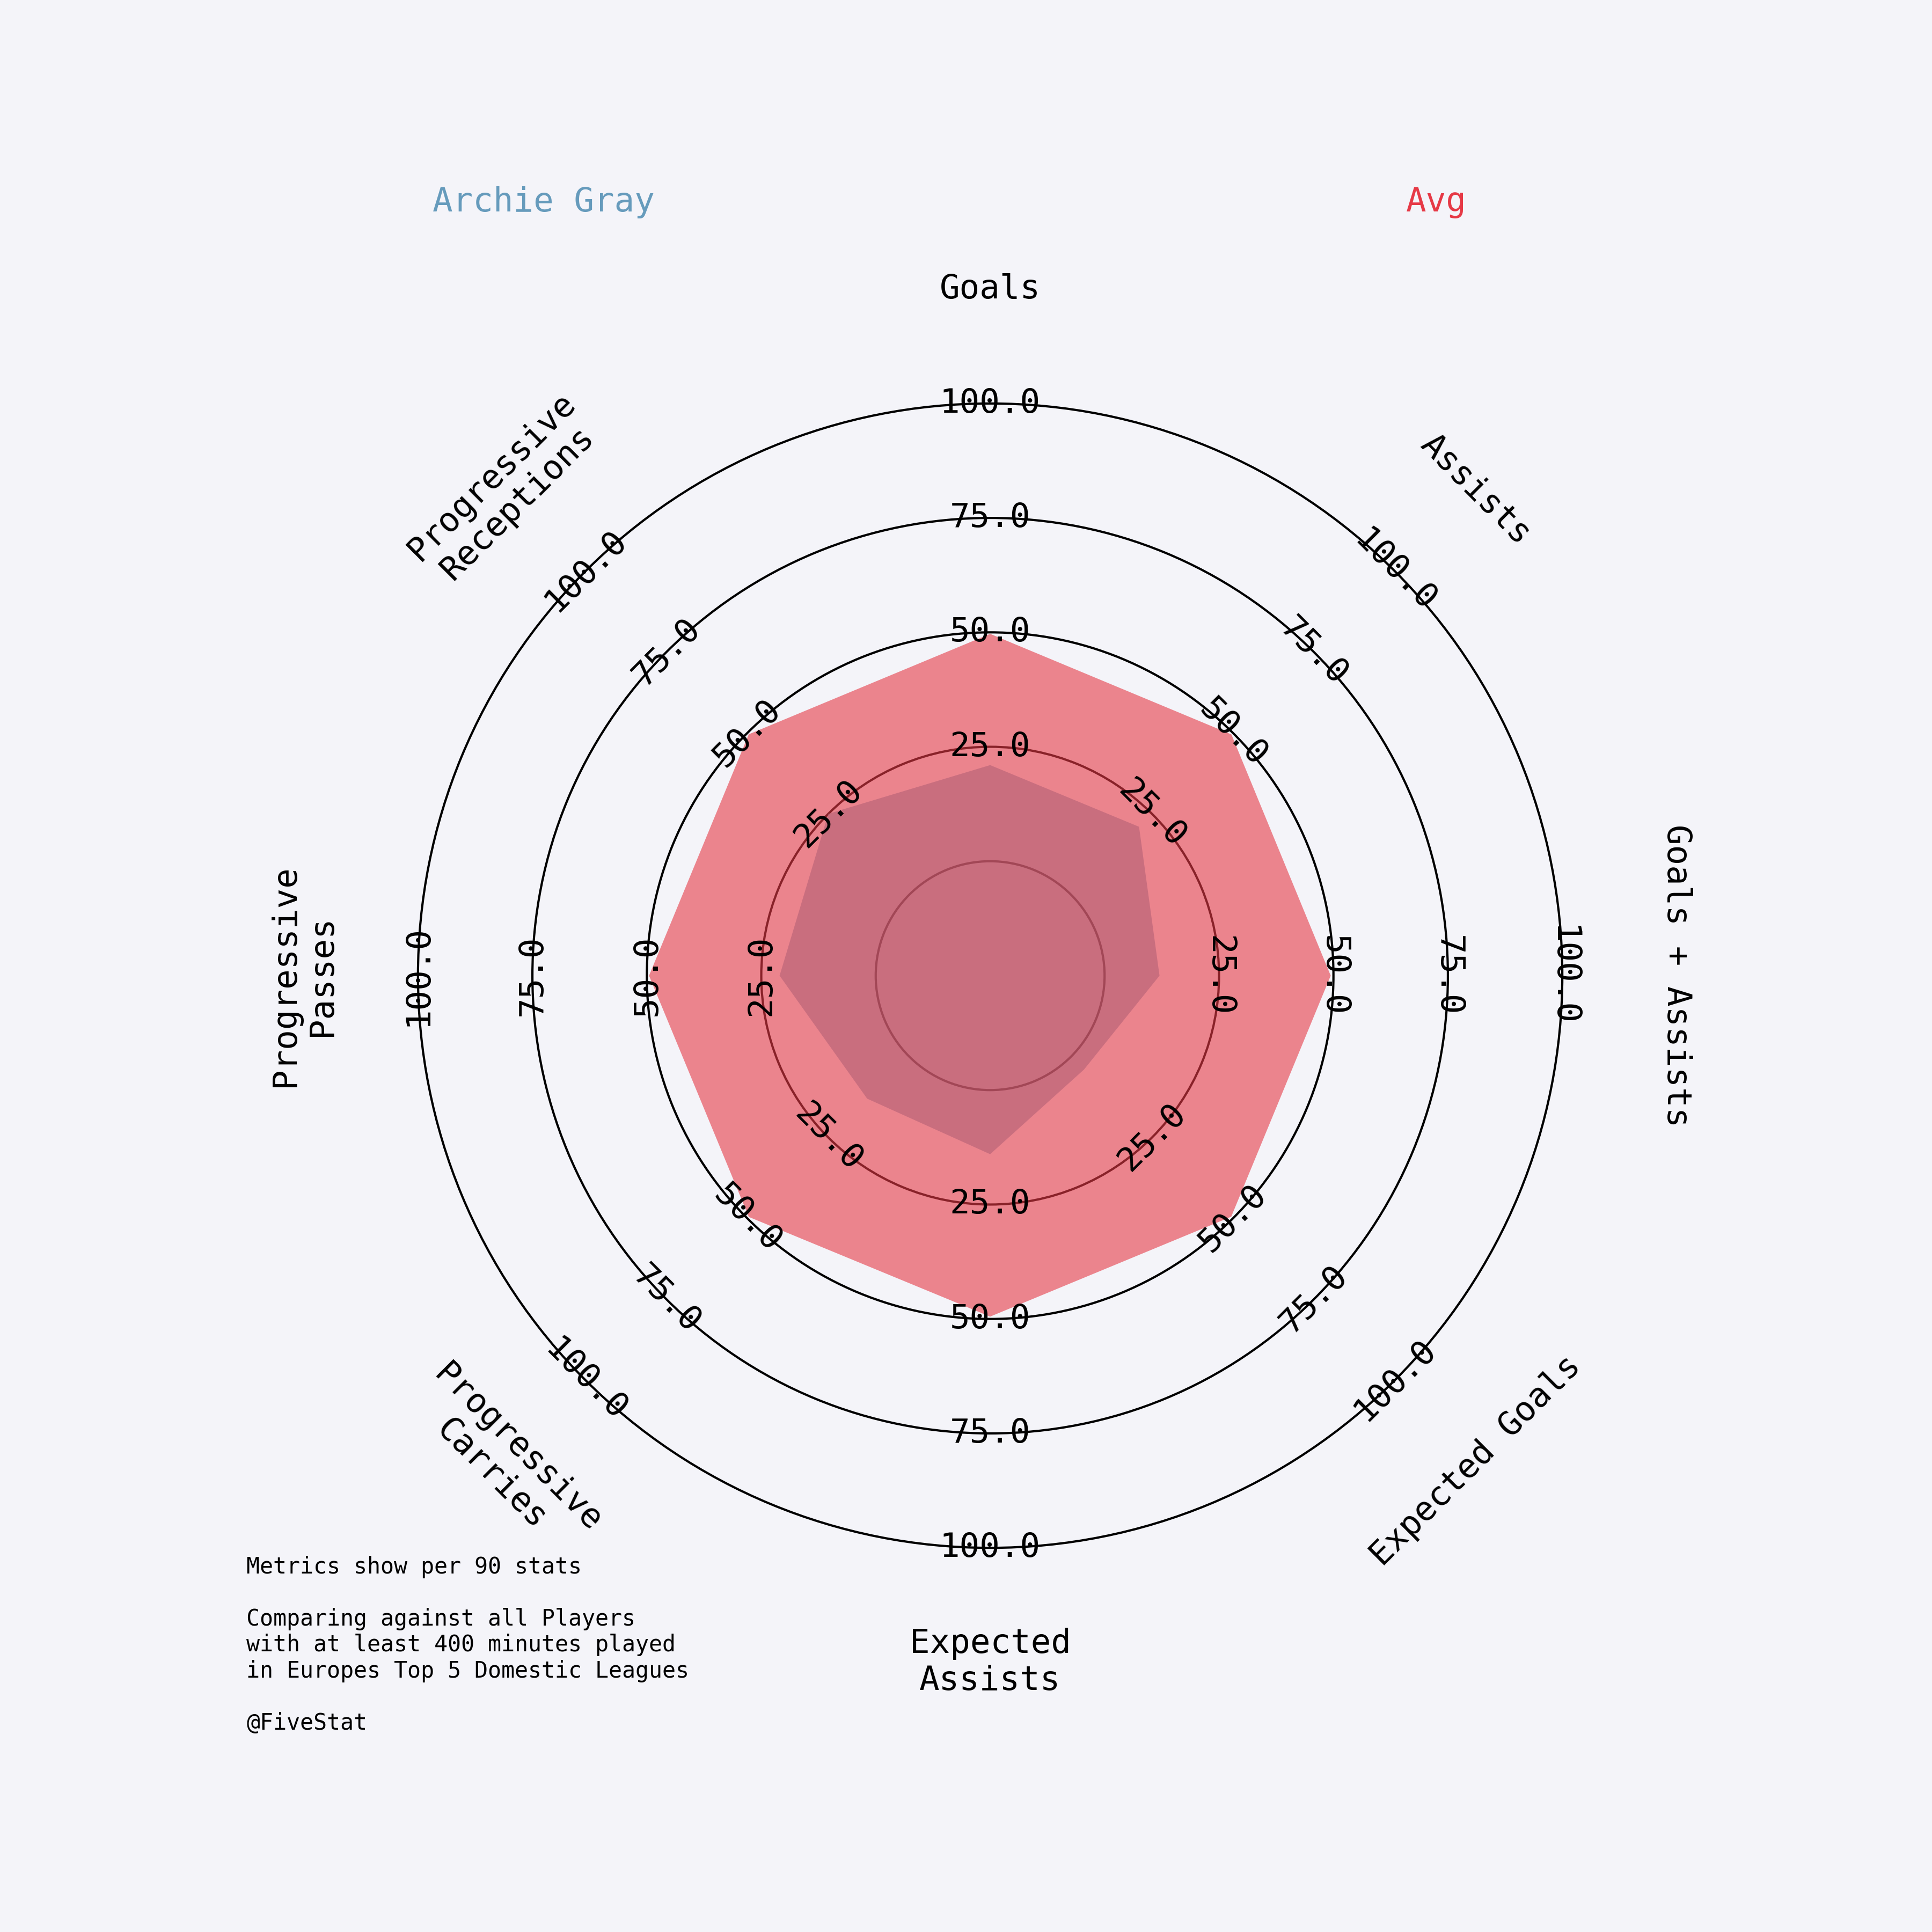 Archie Gray
Avg
Goals
Assists
Goals + Assists
Expected Goals
Expected
Assists
Progressive
Carries
Progressive
Passes
Progressive
Receptions
25.0
50.0
75.0
100.0
25.0
50.0
75.0
100.0
25.0
50.0
75.0
100.0
25.0
50.0
75.0
100.0
25.0
50.0
75.0
100.0
25.0
50.0
75.0
100.0
25.0
50.0
75.0
100.0
25.0
50.0
75.0
100.0
Metrics show per 90 stats
Comparing against all Players
with at least 400 minutes played
in Europes Top 5 Domestic Leagues
@FiveStat